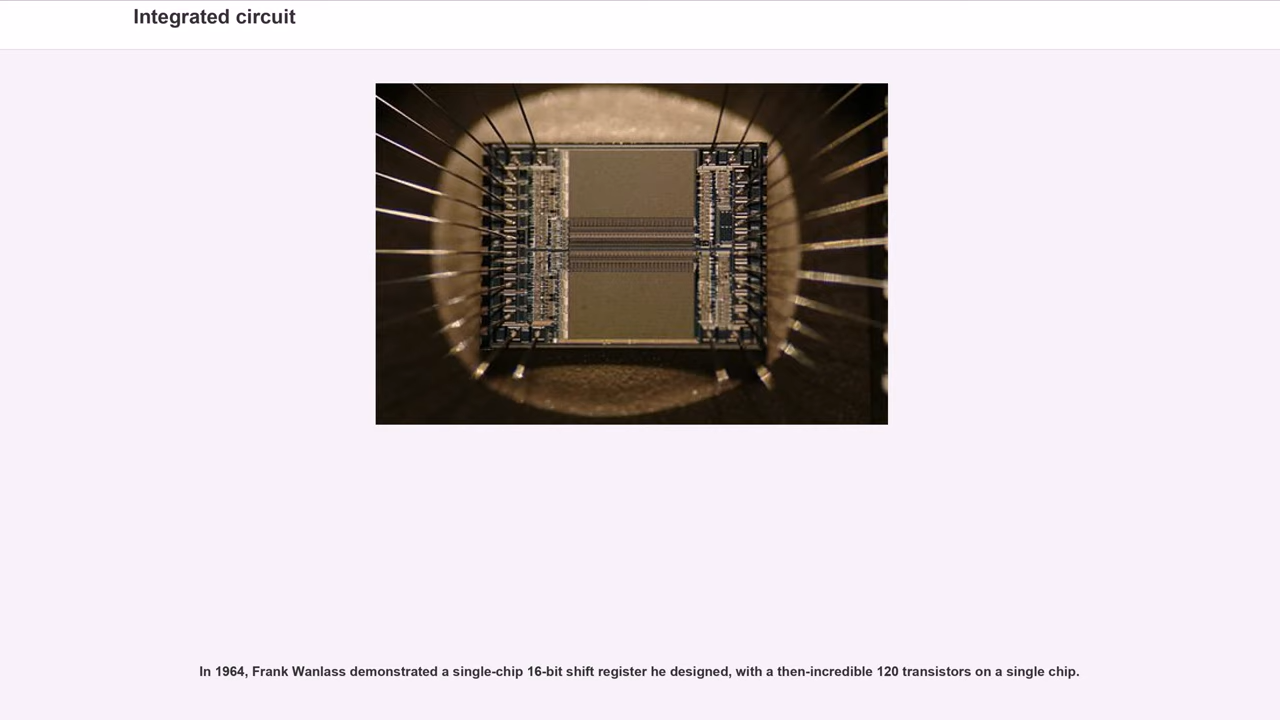 Integrated circuit
In 1964, Frank Wanlass demonstrated a single-chip 16-bit shift register he designed, with a then-incredible 120 transistors on a single chip.